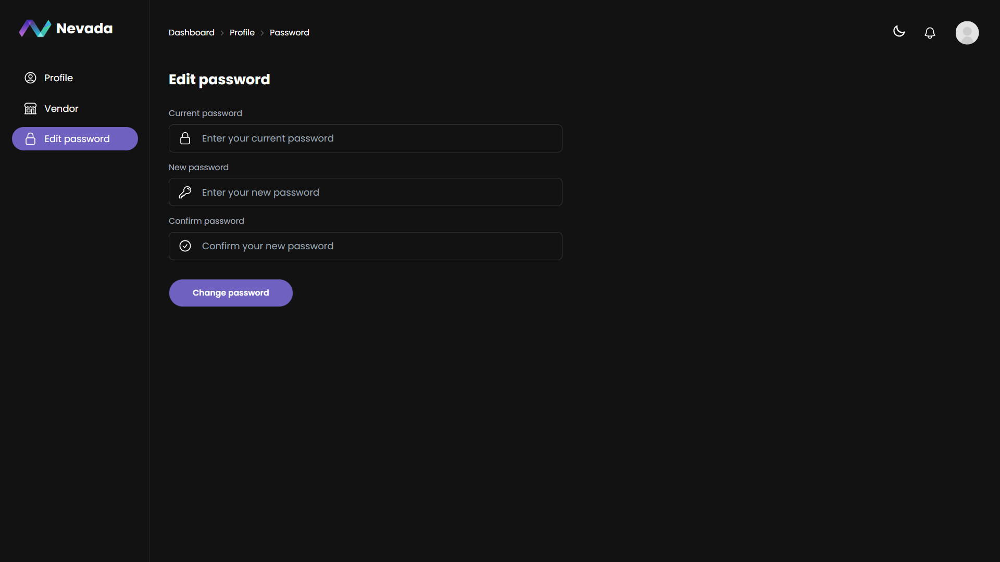 Nevada
Profile
Vendor
Edit password
Dashboard > Profile > Password
Edit password
Current password
Enter your current password
New password
Enter your new password
Confirm password
Confirm your new password
Change password